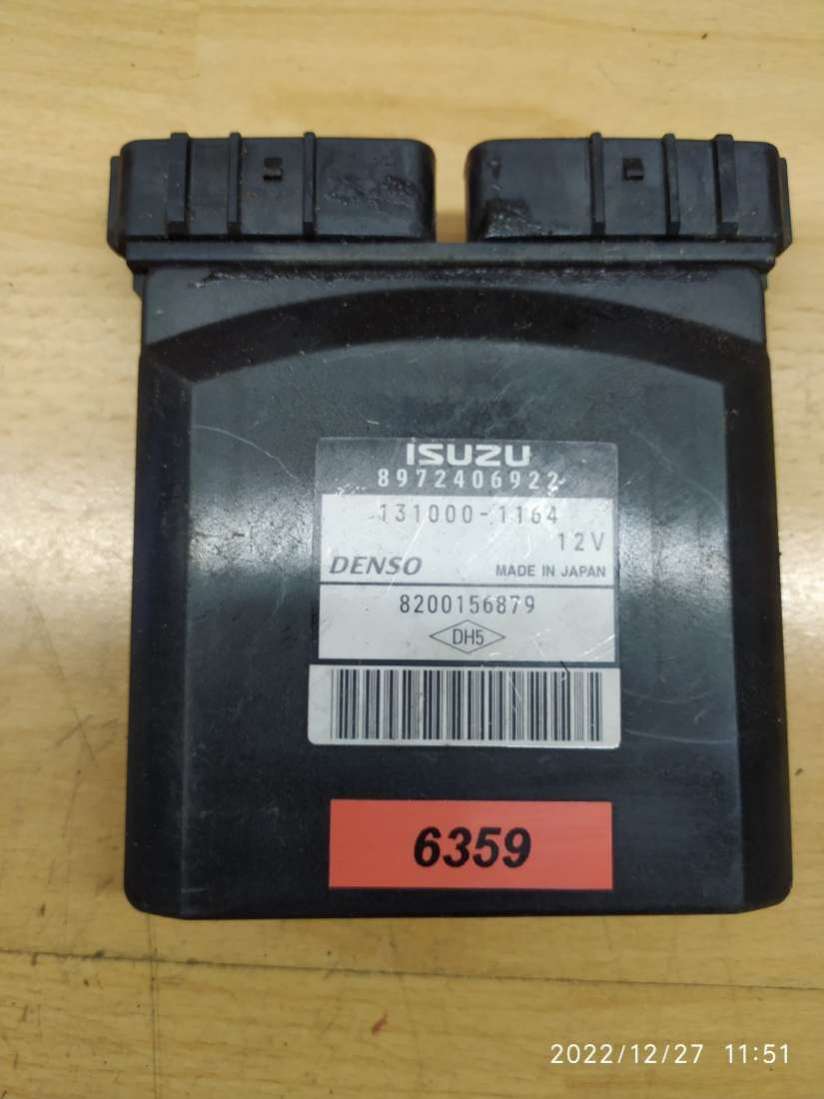 ISUZU
8972406922
131000-1164
12V
DENSO MADE IN JAPAN
8200156879
DH5
6359
2022/12/27 11:51